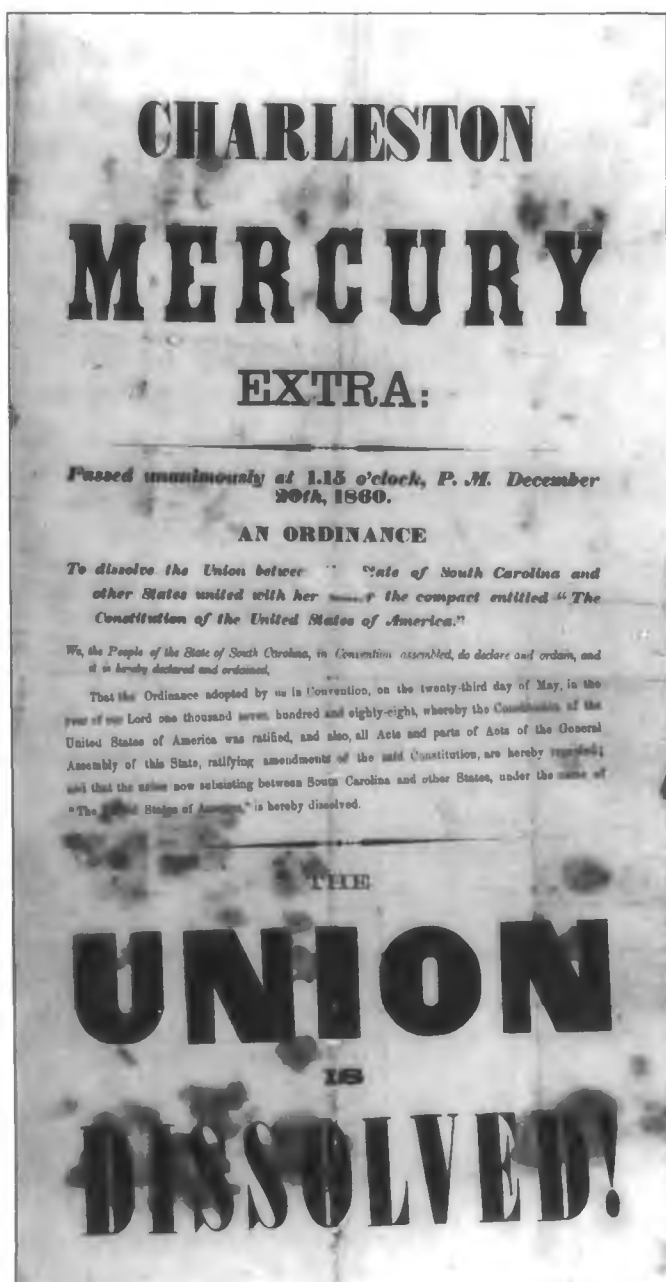 CHARLESTON
MERCURY
EXTRA:
Passed unanimously at 1.15 o'clock, P. M. December
20th, 1860.
AN ORDINANCE
To dissolve the Union betwee State of South Carolina and
other States united with her under the compact entitled “The
Constitution of the United States of America.”
We, the People of the State of South Carolina, in Convention assembled, do declare and ordain, and
it is hereby declared and ordained,
That the Ordinance adopted by us in Convention, on the twenty-third day of May, in the
year of our Lord one thousand seven hundred and eighty-eight, whereby the Constitution of the
United States of America was ratified, and also, all Acts and parts of Acts of the General
Assembly of this State, ratifying amendments of the said Constitution, are hereby repealed;
and that the union now subsisting between South Carolina and other States, under the name of
“The United States of America,” is hereby dissolved.
THE
UNION
IS
DISSOLVED!